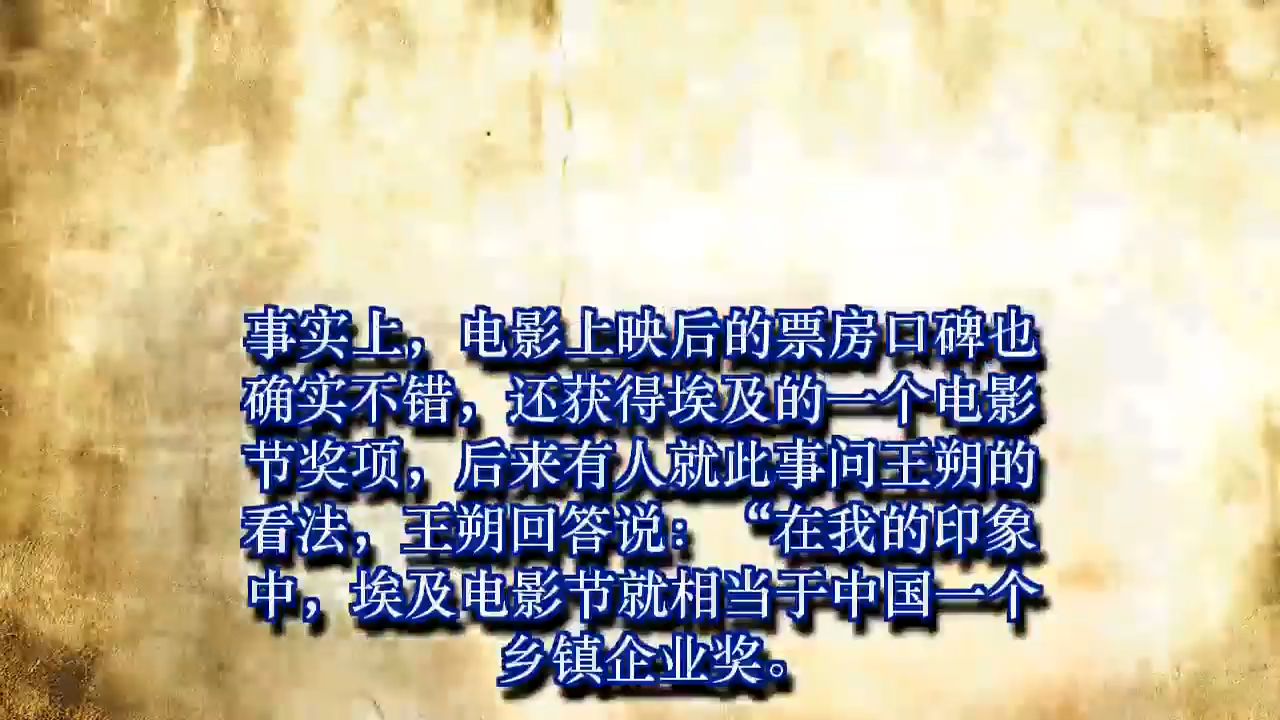 事实上，电影上映后的票房口碑也
确实不错，还获得埃及的一个电影
节奖项，后来有人就此事问王朔的
看法，王朔回答说：“在我的印象
中，埃及电影节就相当于中国一个
乡镇企业奖。